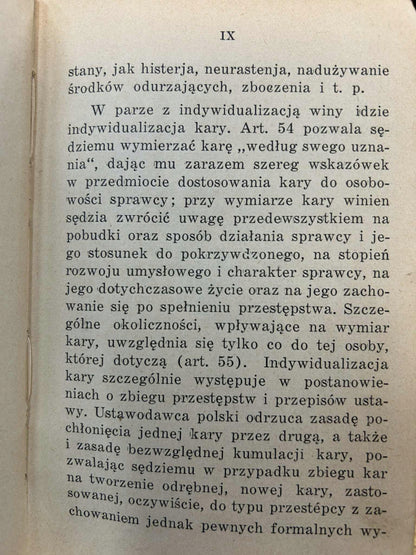 IX
stany, jak histerja, neurastenja, nadużywanie
środków odurzających, zboczenia i t. p.
W parze z indywidualizacją winy idzie
indywidualizacja kary. Art. 54 pozwala sę-
dziemu wymierzać karę „według swego uzna-
nia“, dając mu zarazem szereg wskazówek
w przedmiocie dostosowania kary do osobo-
wości sprawcy; przy wymiarze kary winien
sędzia zwrócić uwagę przedewszystkiem na
pobudki oraz sposób działania sprawcy i je-
go stosunek do pokrzywdzonego, na stopień
rozwoju umysłowego i charakter sprawcy, na
jego dotychczasowe życie oraz na jego zacho-
wanie się po spełnieniu przestępstwa. Szcze-
gólne okoliczności, wpływające na wymiar
kary, uwzględnia się tylko co do tej osoby,
której dotyczą (art. 55). Indywidualizacja
kary szczególnie występuje w postanowie-
niach o zbiegu przestępstw i przepisów usta-
wy. Ustawodawca polski odrzuca zasadę po-
chłonięcia jednej kary przez drugą, a także
i zasadę bezwzględnej kumulacji kary, po-
zwalając sędziemu w przypadku zbiegu kar
na tworzenie odrębnej, nowej kary, zasto-
sowanej, oczywiście, do typu przestępcy z za-
chowaniem jednak pewnych formalnych wy-